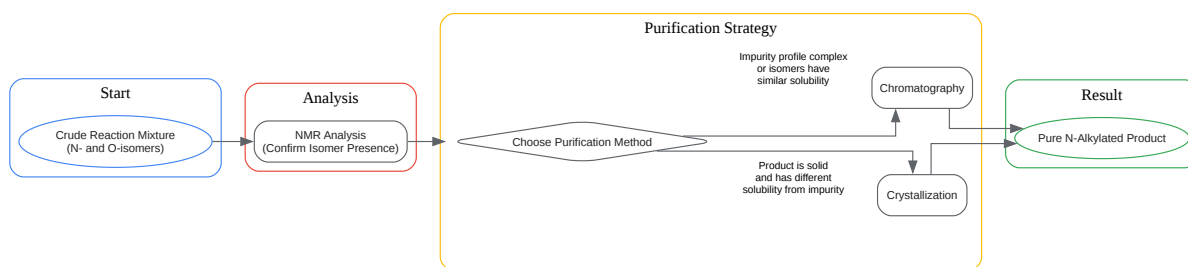 Start
Crude Reaction Mixture
(N- and O-isomers)
Analysis
NMR Analysis
(Confirm Isomer Presence)
Purification Strategy
Choose Purification Method
Impurity profile complex
or isomers have
similar solubility
Chromatography
Product is solid
and has different
solubility from impurity
Crystallization
Result
Pure N-Alkylated Product